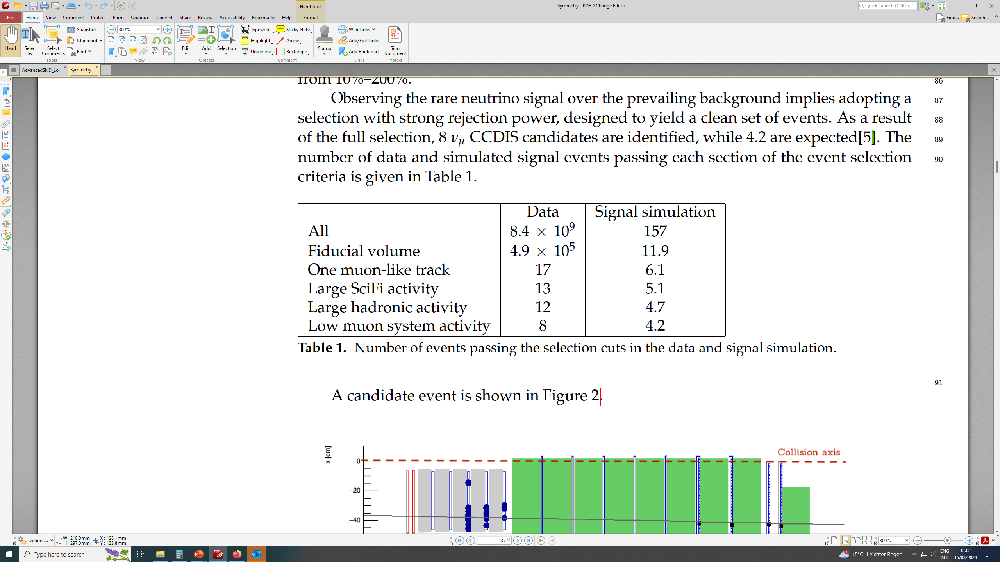 Symmetry - PDF-XChange Editor
Hand Tool
Quick Launch (CTRL+.)
File
Home
View
Comment
Protect
Form
Organize
Convert
Share
Review
Accessibility
Bookmarks
Help
Format
Find...
Search...
Hand
Select Text
Select Comments
Snapshot
Clipboard
Find
Tools
300%
View
Edit
Add
Selection
Objects
Typewriter
Highlight
Underline
Sticky Note
Arrow
Rectangle
Comment
Stamp
Web Links
Add/Edit Links
Add Bookmark
Links
Sign Document
Protect
AdvancedSND_LoI
Symmetry
from 10%–200%. 86
Observing the rare neutrino signal over the prevailing background implies adopting a 87
selection with strong rejection power, designed to yield a clean set of events. As a result 88
of the full selection, 8 νμ CCDIS candidates are identified, while 4.2 are expected[5]. The 89
number of data and simulated signal events passing each section of the event selection 90
criteria is given in Table 1.
Data Signal simulation
All 8.4 × 10⁹ 157
Fiducial volume 4.9 × 10⁵ 11.9
One muon-like track 17 6.1
Large SciFi activity 13 5.1
Large hadronic activity 12 4.7
Low muon system activity 8 4.2
Table 1. Number of events passing the selection cuts in the data and signal simulation.
91
A candidate event is shown in Figure 2.
x [cm]
Collision axis
0
−20
−40
Options...
W: 210.0mm
H: 297.0mm
X: 128.1mm
Y: 133.8mm
3/13
300%
Type here to search
15°C Leichter Regen
ENG
INTL
12:02
15/03/2024